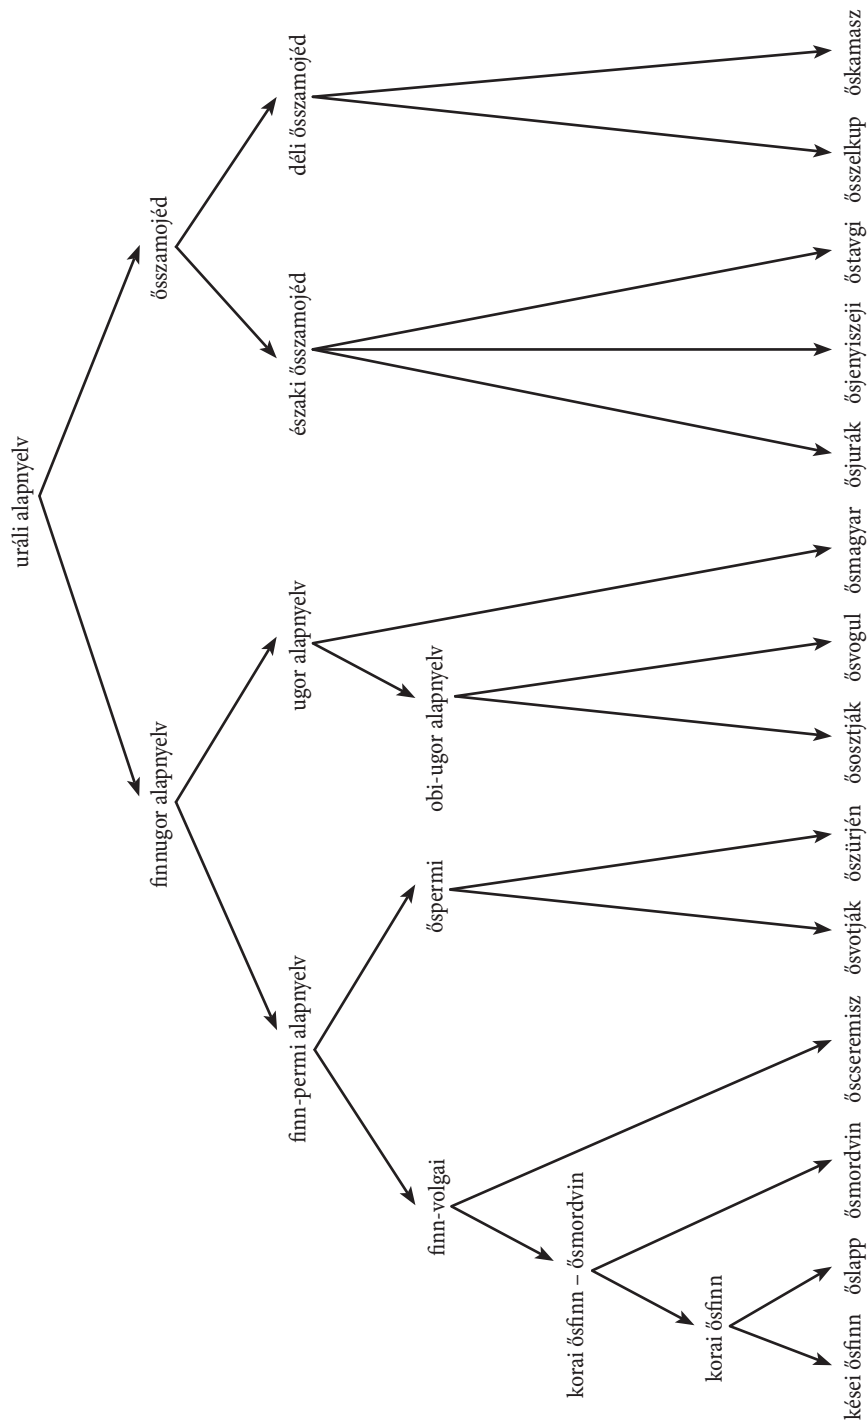 uráli alapnyelv
finnugor alapnyelv
ősszamojéd
finn-permi alapnyelv
ugor alapnyelv
északi ősszamojéd
déli ősszamojéd
finn-volgai
őspermi
obi-ugor alapnyelv
korai ősfinn – ősmordvin
korai ősfinn
kései ősfinn
őslapp
ősmordvin
őscseremisz
ősvotják
őszürjén
ősosztják
ősvogul
ősmagyar
ősjurák
ősjenyiszeji
őstavgi
ősszelkup
őskamasz